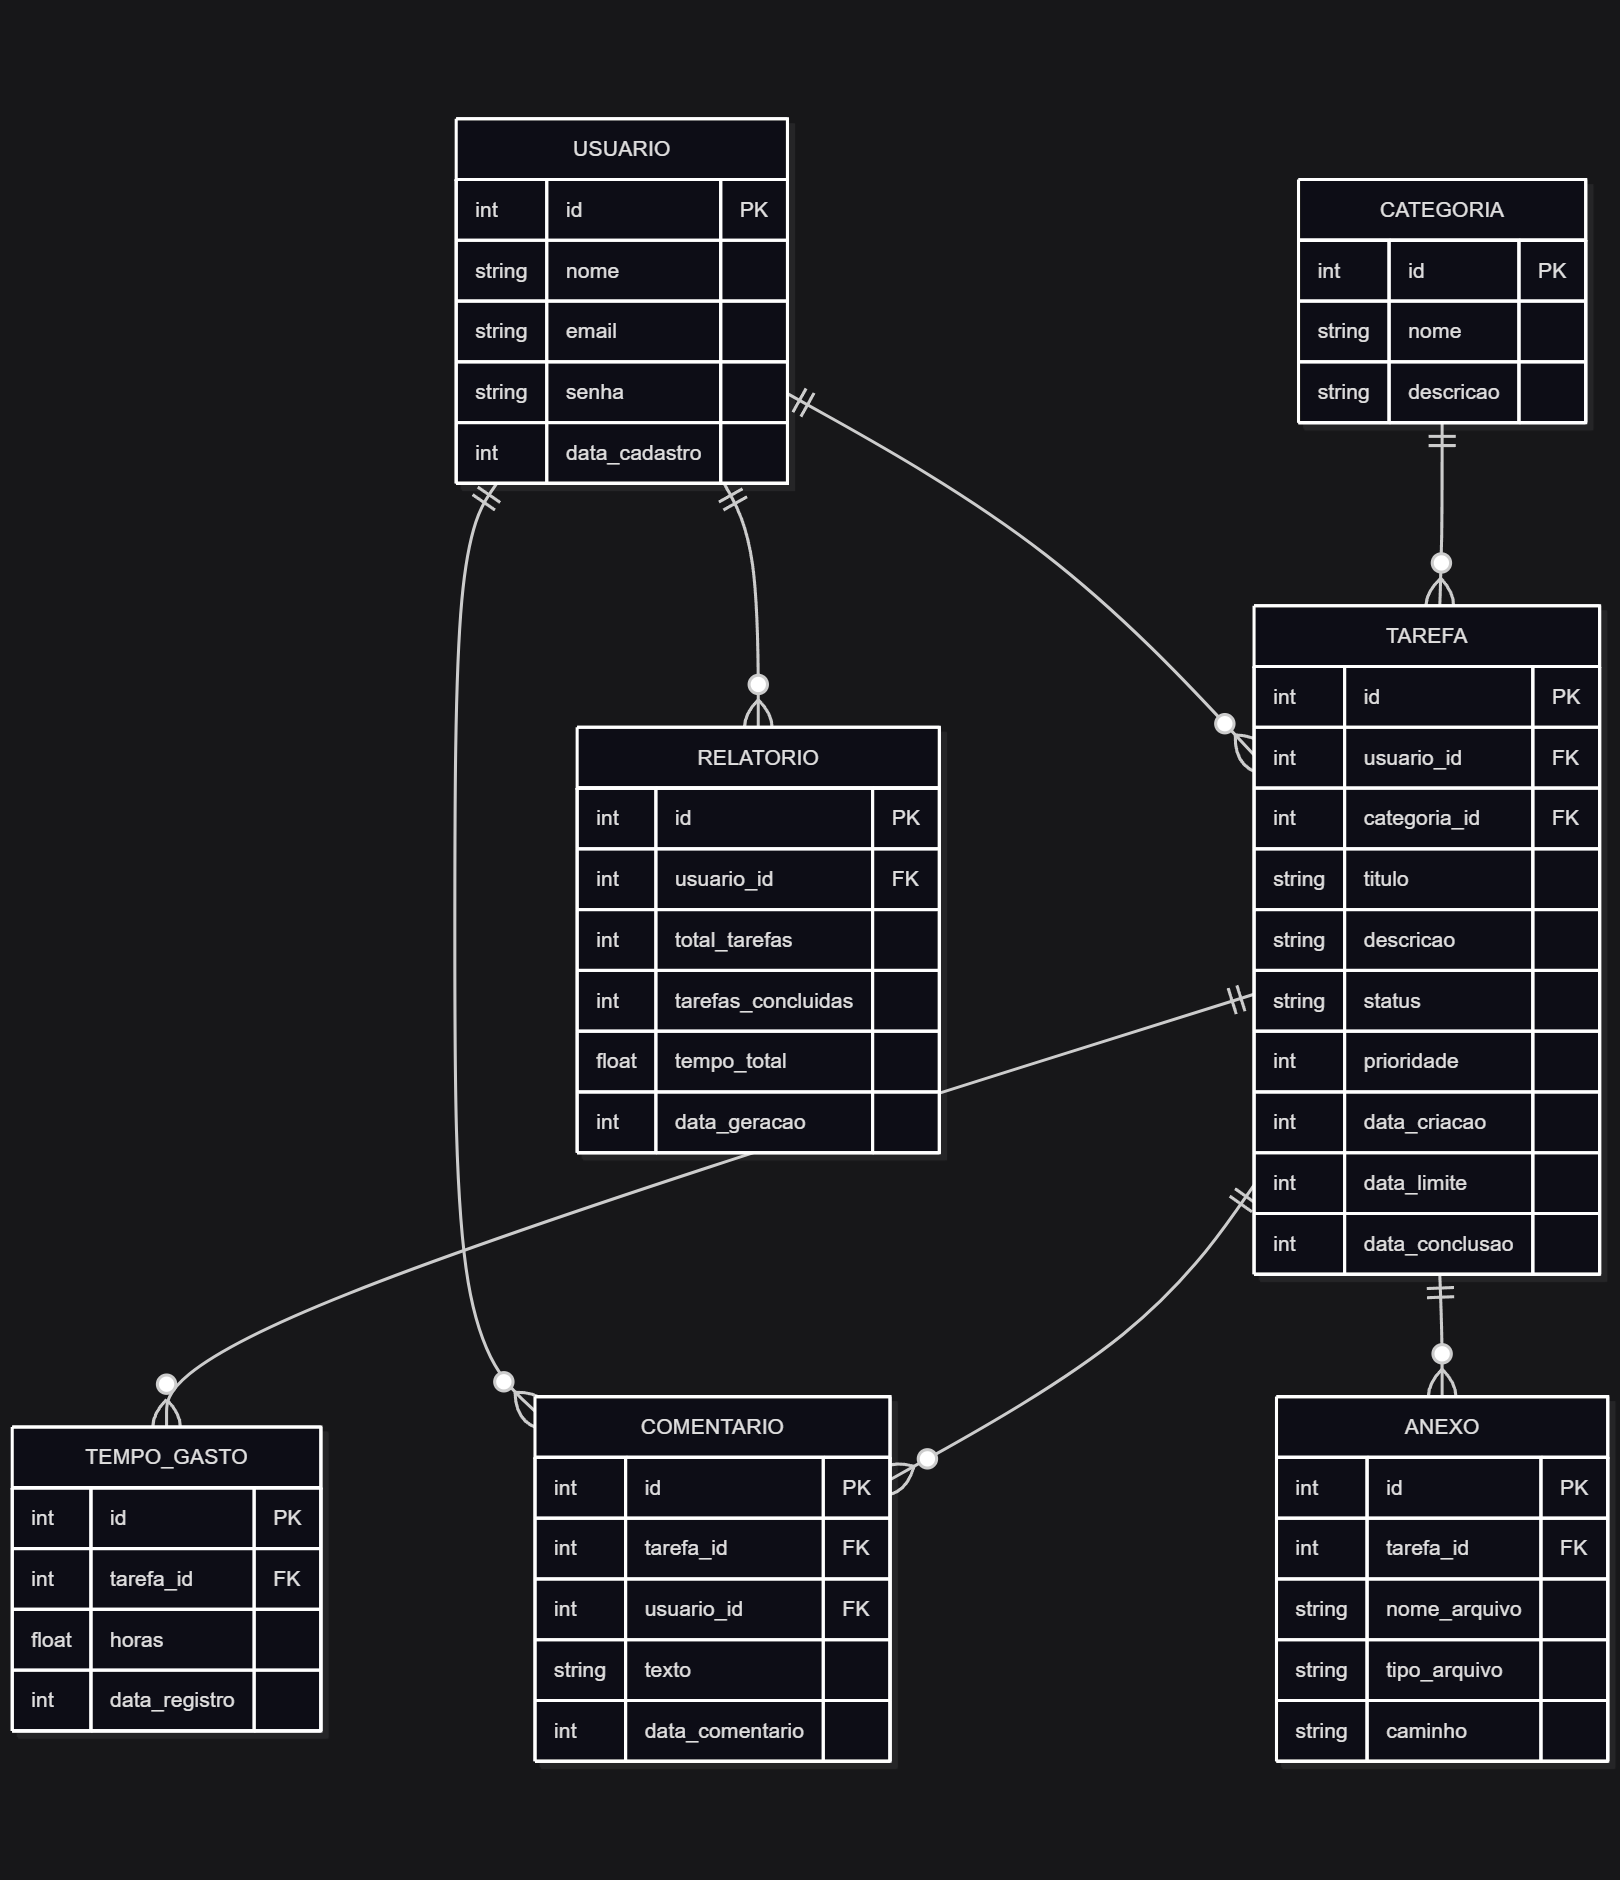 USUARIO
int id PK
string nome
string email
string senha
int data_cadastro
CATEGORIA
int id PK
string nome
string descricao
TAREFA
int id PK
int usuario_id FK
int categoria_id FK
string titulo
string descricao
string status
int prioridade
int data_criacao
int data_limite
int data_conclusao
RELATORIO
int id PK
int usuario_id FK
int total_tarefas
int tarefas_concluidas
float tempo_total
int data_geracao
TEMPO_GASTO
int id PK
int tarefa_id FK
float horas
int data_registro
COMENTARIO
int id PK
int tarefa_id FK
int usuario_id FK
string texto
int data_comentario
ANEXO
int id PK
int tarefa_id FK
string nome_arquivo
string tipo_arquivo
string caminho